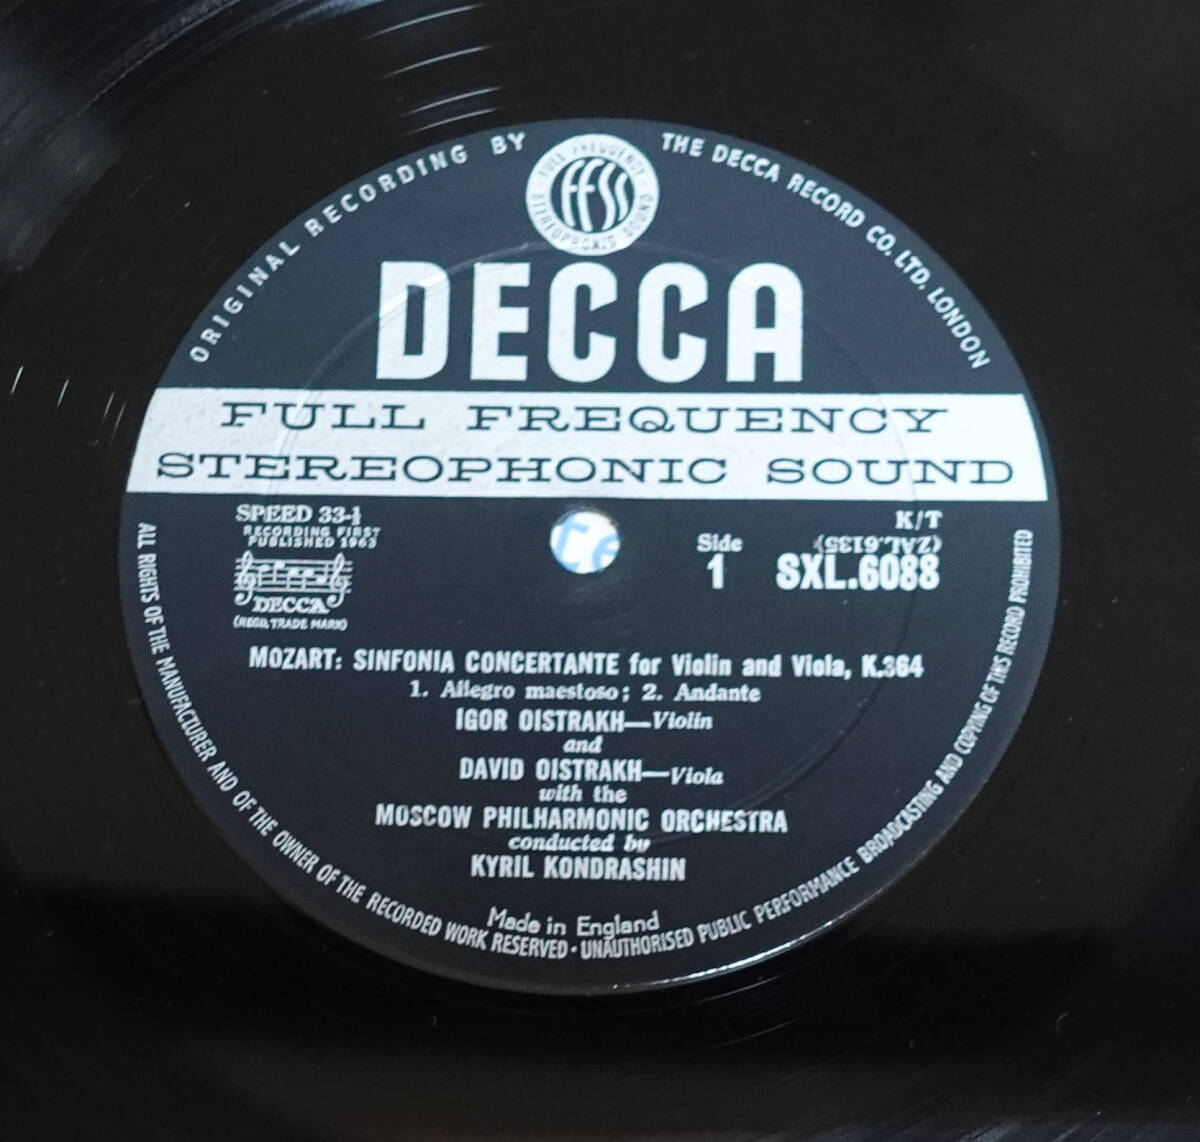 ORIGINAL RECORDING BY
THE DECCA RECORD CO. LTD. LONDON
FULL FREQUENCY
STEREOPHONIC SOUND
FFSS
DECCA
FULL FREQUENCY
STEREOPHONIC SOUND
SPEED 33-⅓
RECORDING FIRST
PUBLISHED 1963
DECCA
(REGD. TRADE MARK)
K/T
(ZAL.6135)
Side
1
SXL.6088
MOZART: SINFONIA CONCERTANTE for Violin and Viola, K.364
1. Allegro maestoso; 2. Andante
IGOR OISTRAKH—Violin
and
DAVID OISTRAKH—Viola
with the
MOSCOW PHILHARMONIC ORCHESTRA
conducted by
KYRIL KONDRASHIN
Made in England
ALL RIGHTS OF THE MANUFACTURER AND OF THE OWNER OF THE RECORDED WORK RESERVED · UNAUTHORISED PUBLIC PERFORMANCE BROADCASTING AND COPYING OF THIS RECORD PROHIBITED